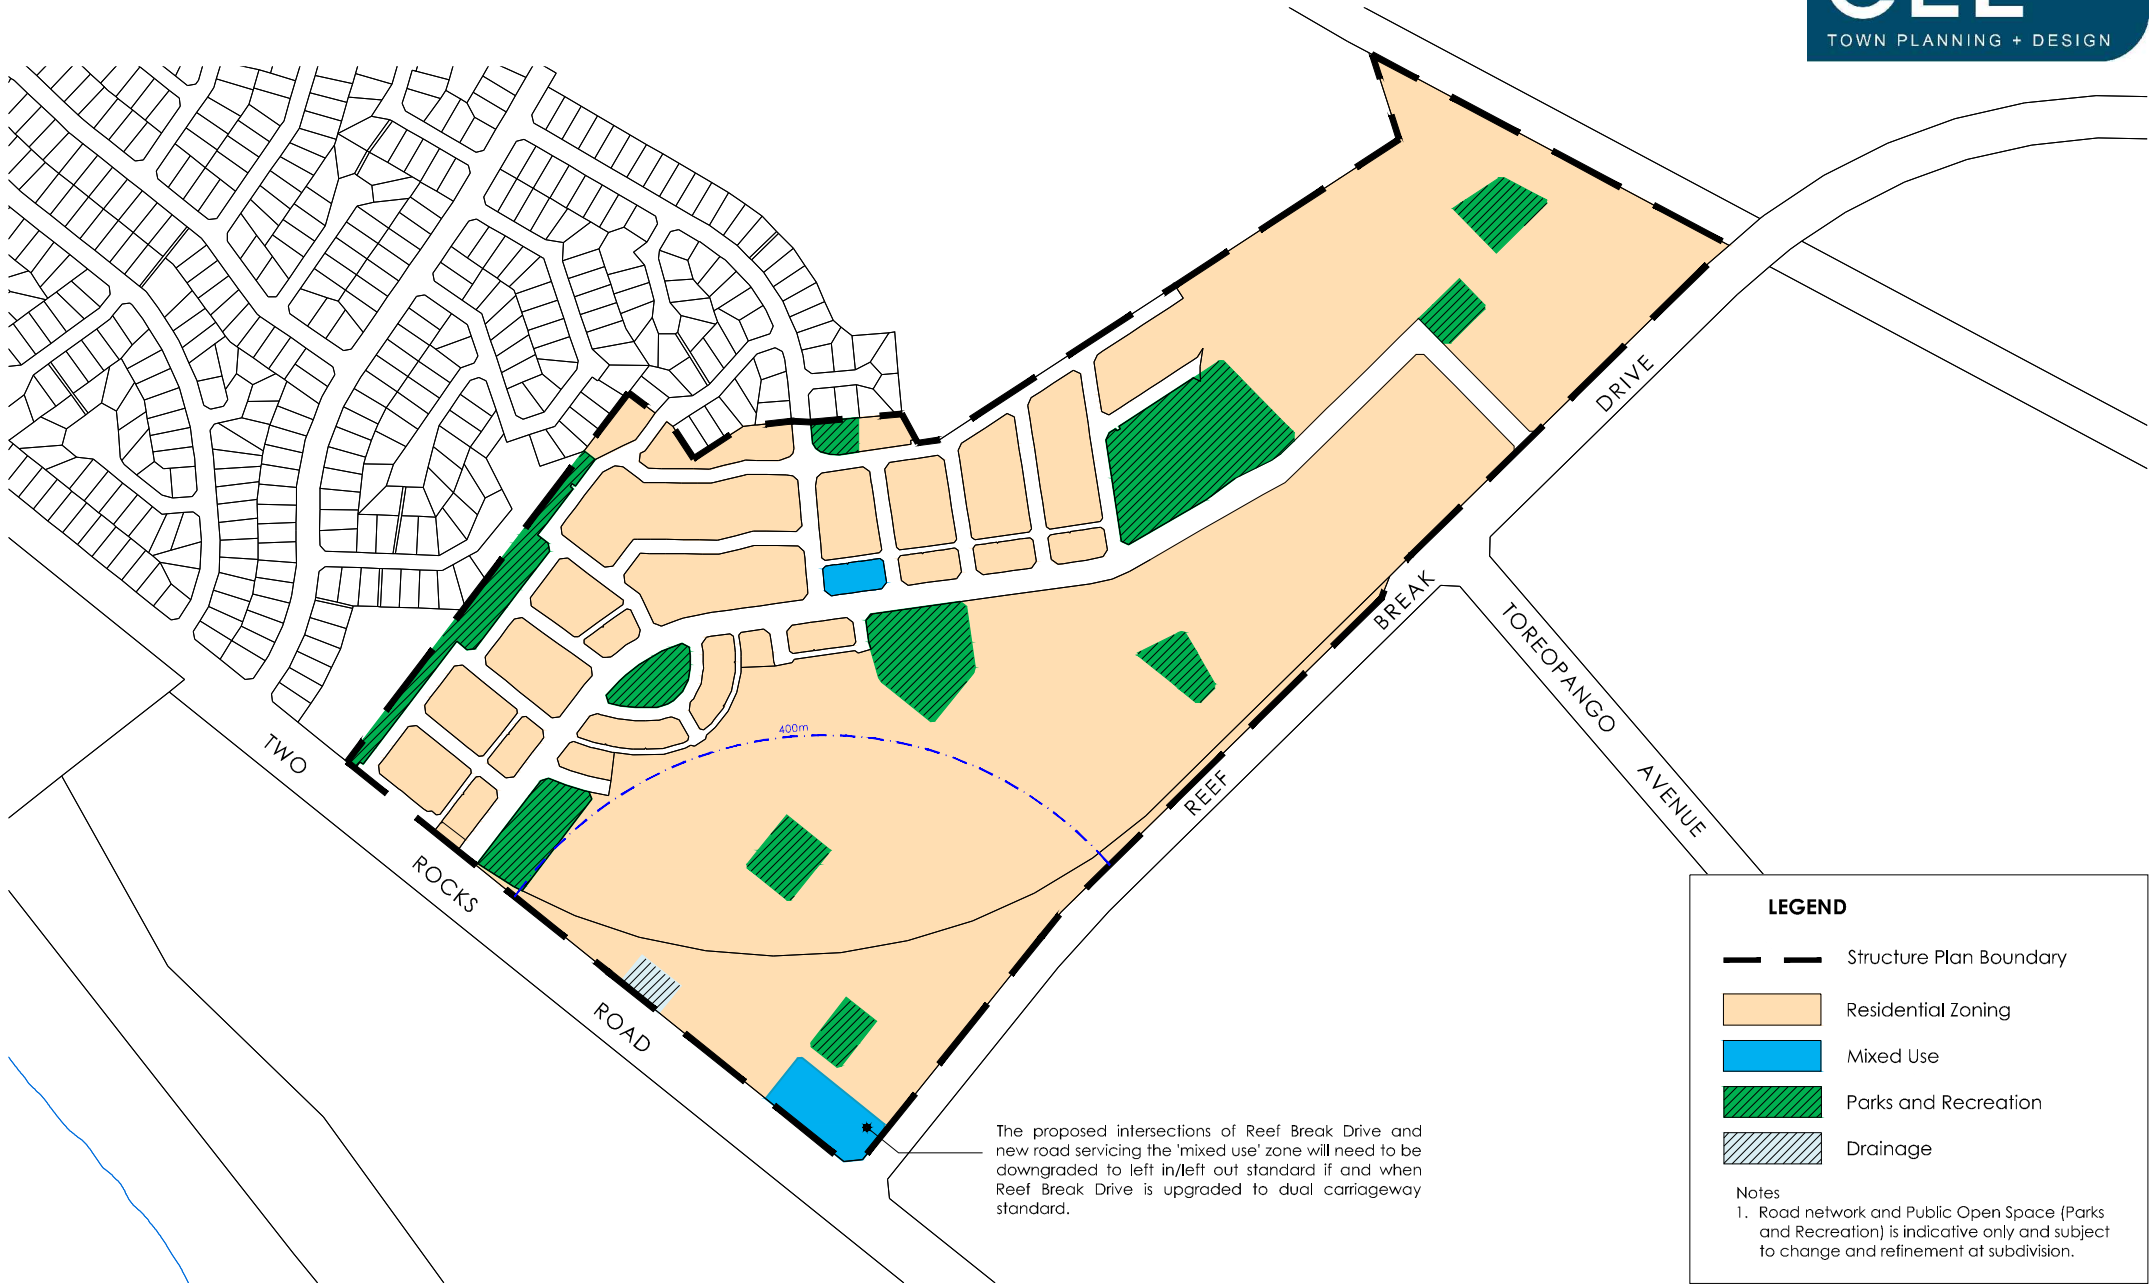 TOWN PLANNING + DESIGN
DRIVE
BREAK
REEF
TOREOPANGO
AVENUE
400m
TWO
ROCKS
ROAD
The proposed intersections of Reef Break Drive and
new road servicing the 'mixed use' zone will need to be
downgraded to left in/left out standard if and when
Reef Break Drive is upgraded to dual carriageway
standard.
LEGEND
Structure Plan Boundary
Residential Zoning
Mixed Use
Parks and Recreation
Drainage
Notes
1. Road network and Public Open Space (Parks
and Recreation) is indicative only and subject
to change and refinement at subdivision.